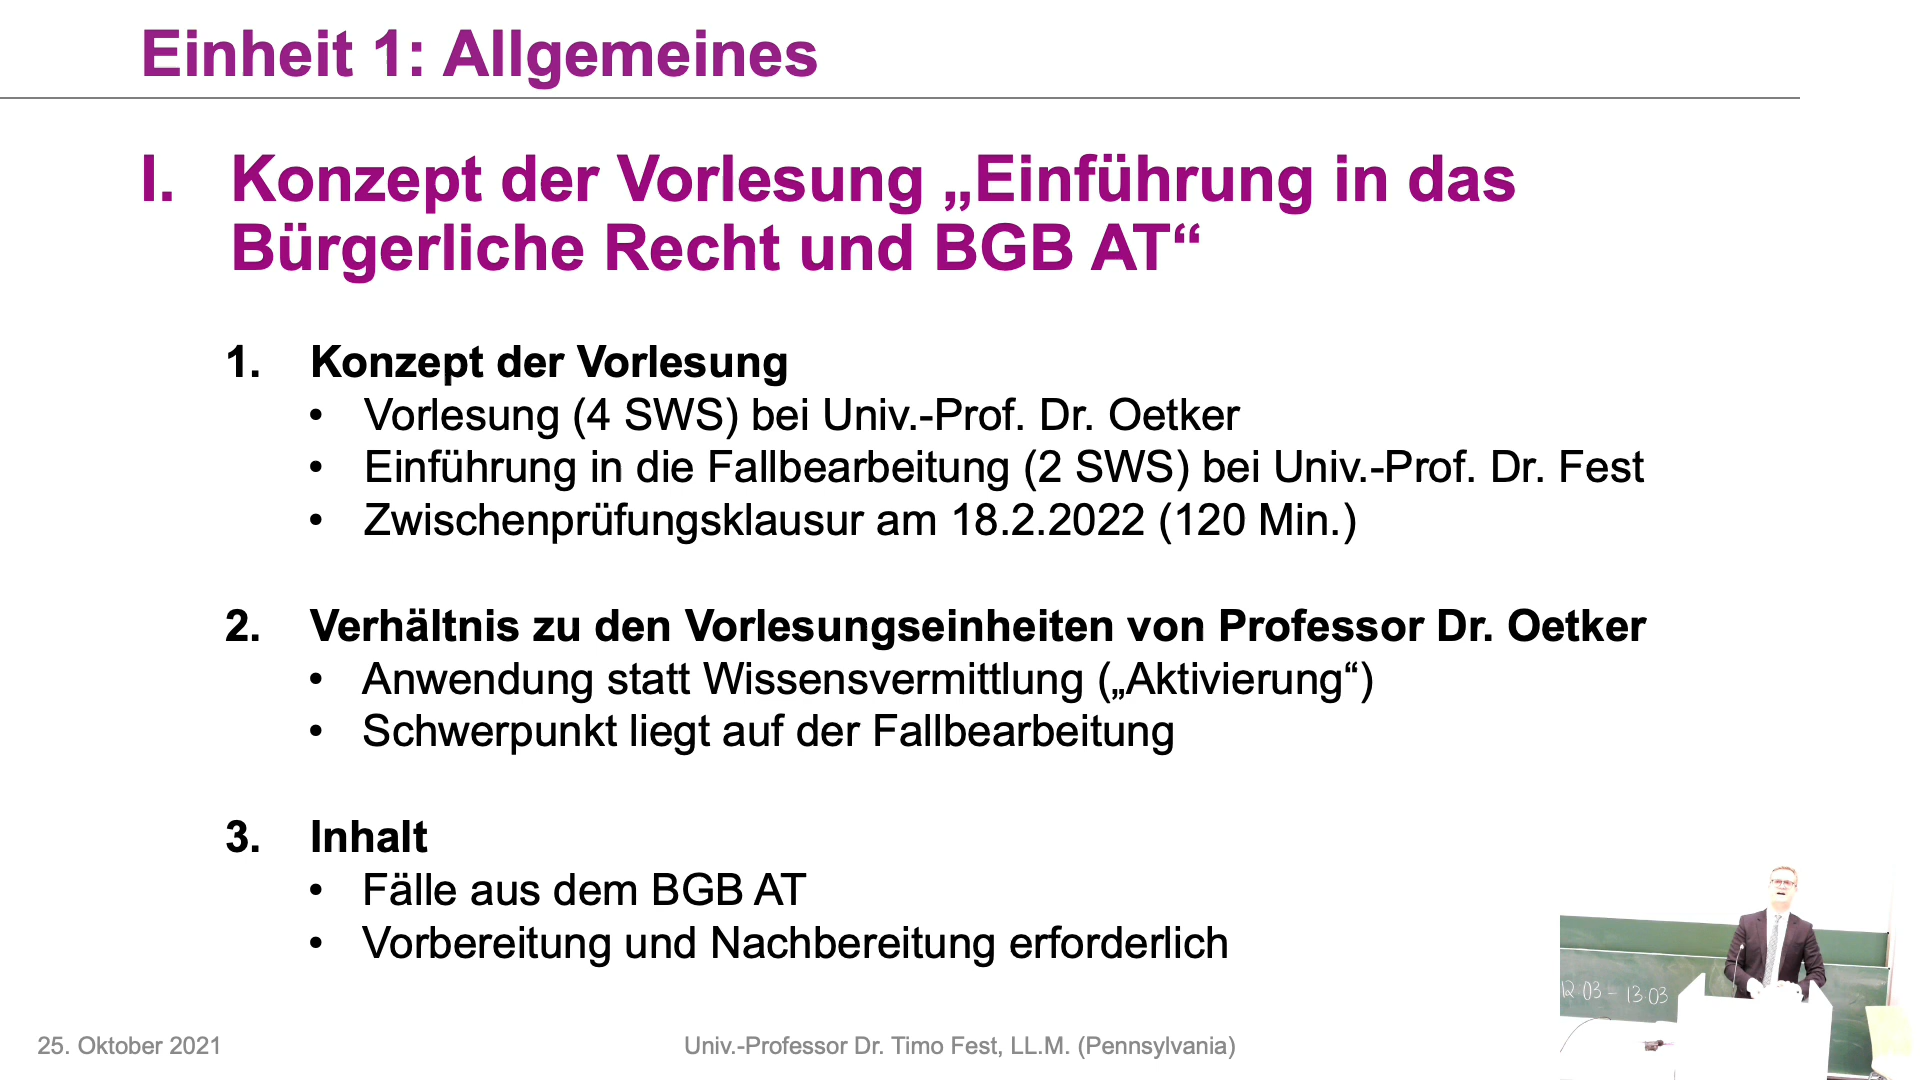 Einheit 1: Allgemeines
I. Konzept der Vorlesung „Einführung in das
Bürgerliche Recht und BGB AT“
1. Konzept der Vorlesung
• Vorlesung (4 SWS) bei Univ.-Prof. Dr. Oetker
• Einführung in die Fallbearbeitung (2 SWS) bei Univ.-Prof. Dr. Fest
• Zwischenprüfungsklausur am 18.2.2022 (120 Min.)
2. Verhältnis zu den Vorlesungseinheiten von Professor Dr. Oetker
• Anwendung statt Wissensvermittlung („Aktivierung“)
• Schwerpunkt liegt auf der Fallbearbeitung
3. Inhalt
• Fälle aus dem BGB AT
• Vorbereitung und Nachbereitung erforderlich
12:03 – 13:03
25. Oktober 2021
Univ.-Professor Dr. Timo Fest, LL.M. (Pennsylvania)